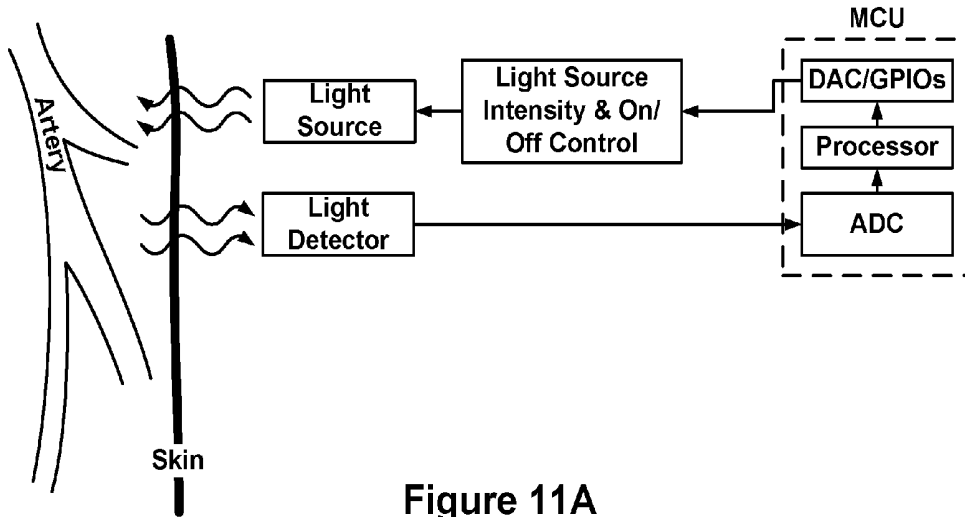 MCU
Light
Source
Light Source
Intensity & On/
Off Control
DAC/GPIOs
Processor
ADC
Light
Detector
Artery
Skin
Figure 11A